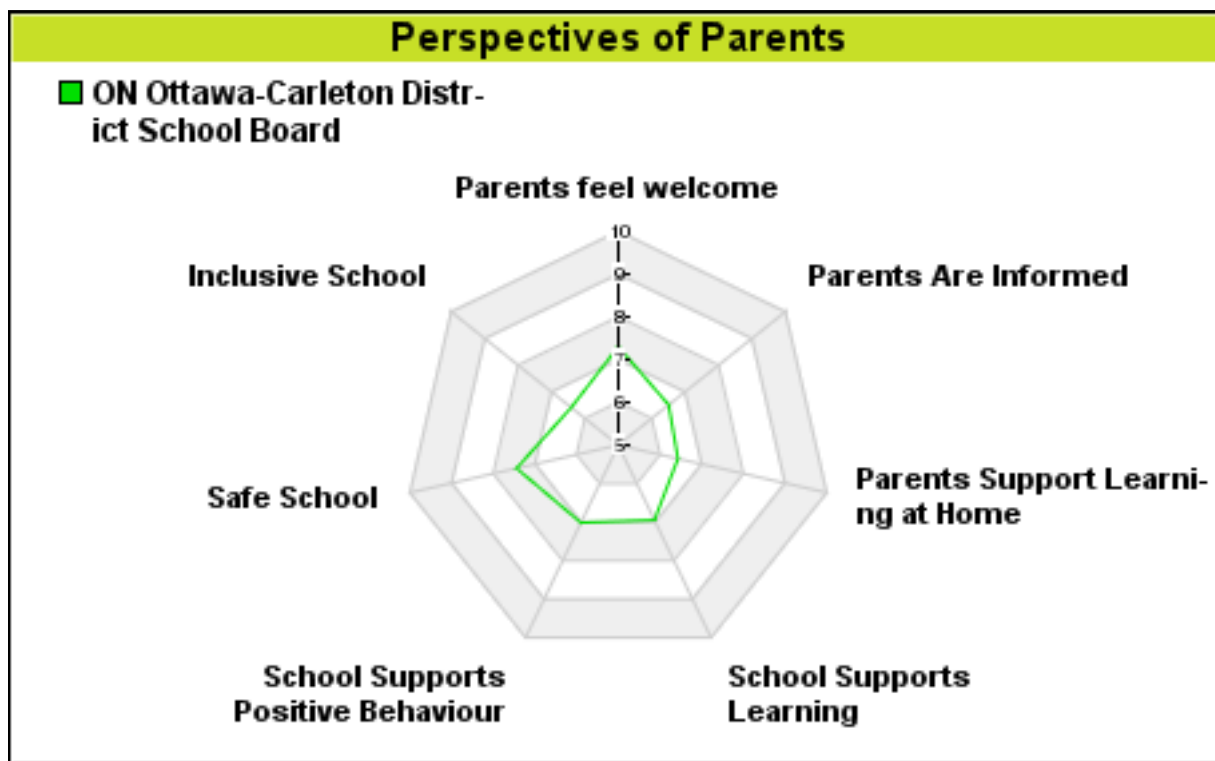 Perspectives of Parents
ON Ottawa-Carleton Distr-
ict School Board
Parents feel welcome
10
Inclusive School
Parents Are Informed
9-
8-
7-
6-
5-
Safe School
Parents Support Learni-
ng at Home
School Supports
Positive Behaviour
School Supports
Learning